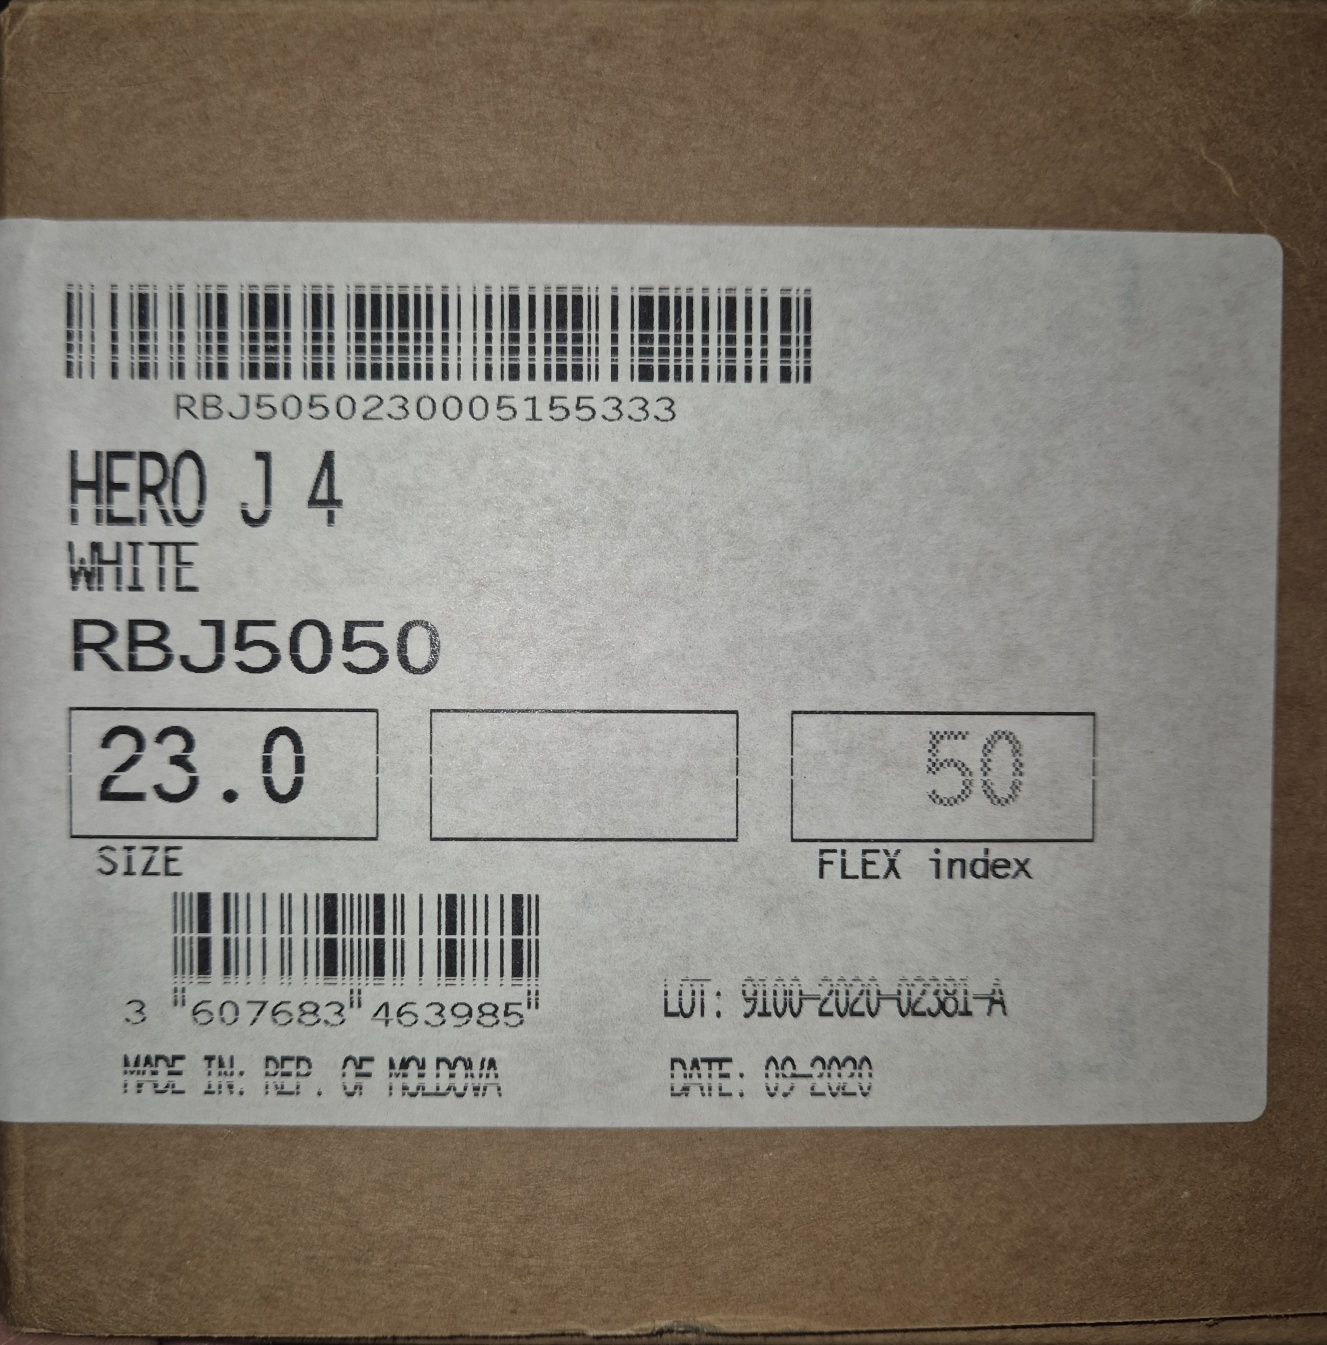 RBJ5050230005155333
HERO J 4
WHITE
RBJ5050
23.0
50
SIZE
FLEX index
3 "607683"463985"
LOT: 9100-2020-02381-A
MADE IN: REP. OF MOLDOVA
DATE: 09-2020